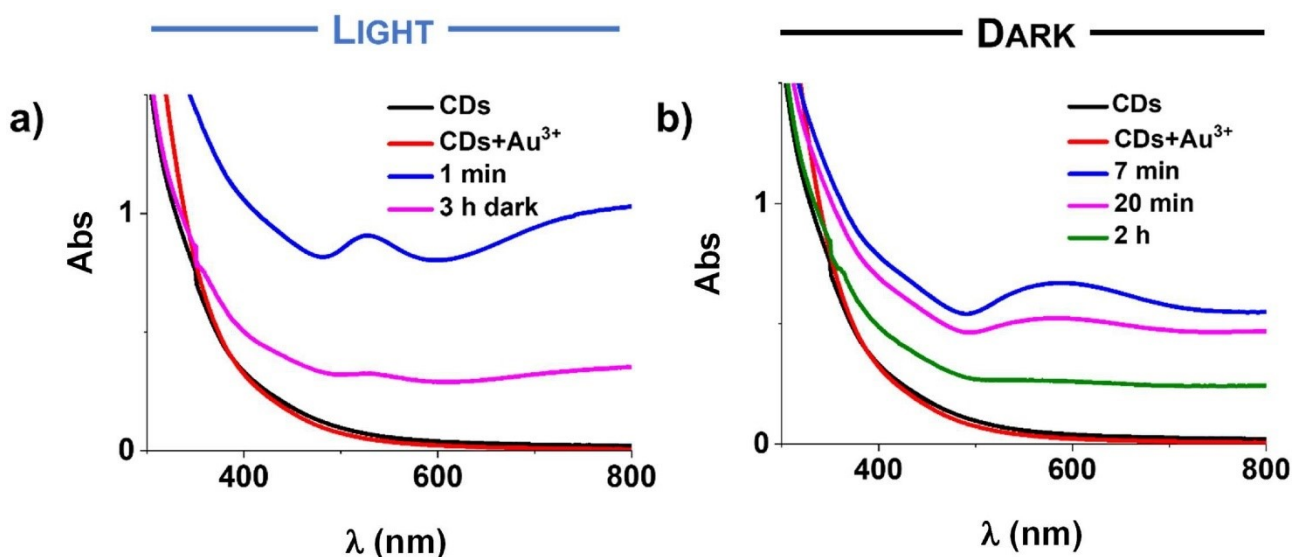 LIGHT
a)
CDs
CDs+Au³⁺
1 min
3 h dark
1
0
Abs
400
600
800
λ (nm)
DARK
b)
CDs
CDs+Au³⁺
7 min
20 min
2 h
1
0
Abs
400
600
800
λ (nm)